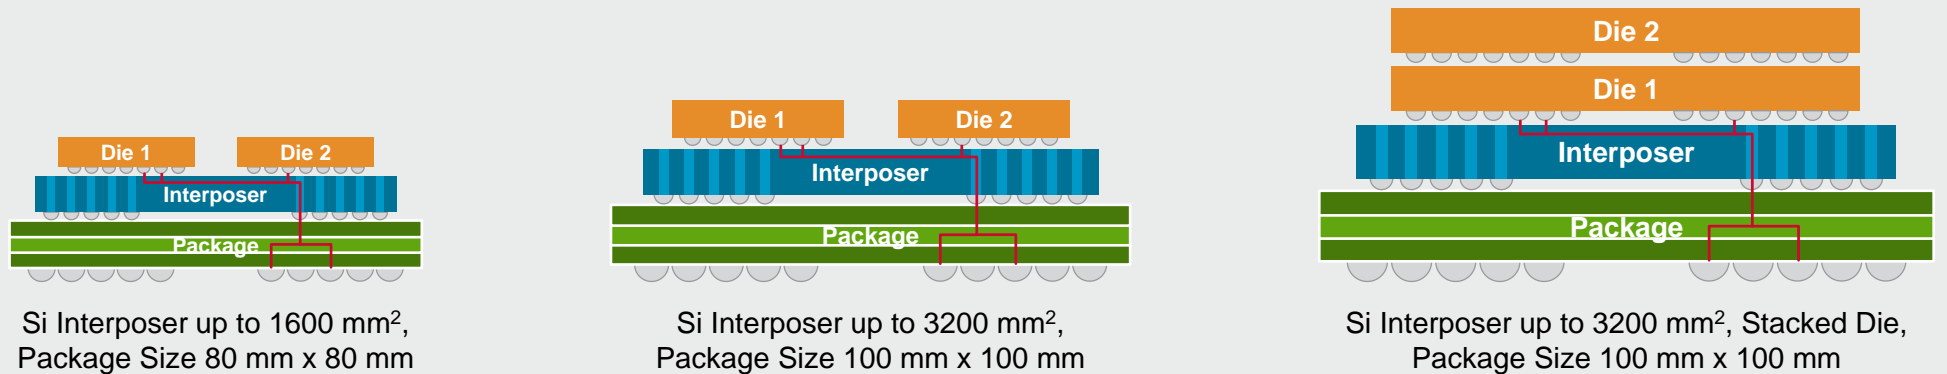 Die 1
Die 2
Interposer
Package
Si Interposer up to 1600 mm²,
Package Size 80 mm x 80 mm
Die 1
Die 2
Interposer
Package
Si Interposer up to 3200 mm²,
Package Size 100 mm x 100 mm
Die 2
Die 1
Interposer
Package
Si Interposer up to 3200 mm², Stacked Die,
Package Size 100 mm x 100 mm